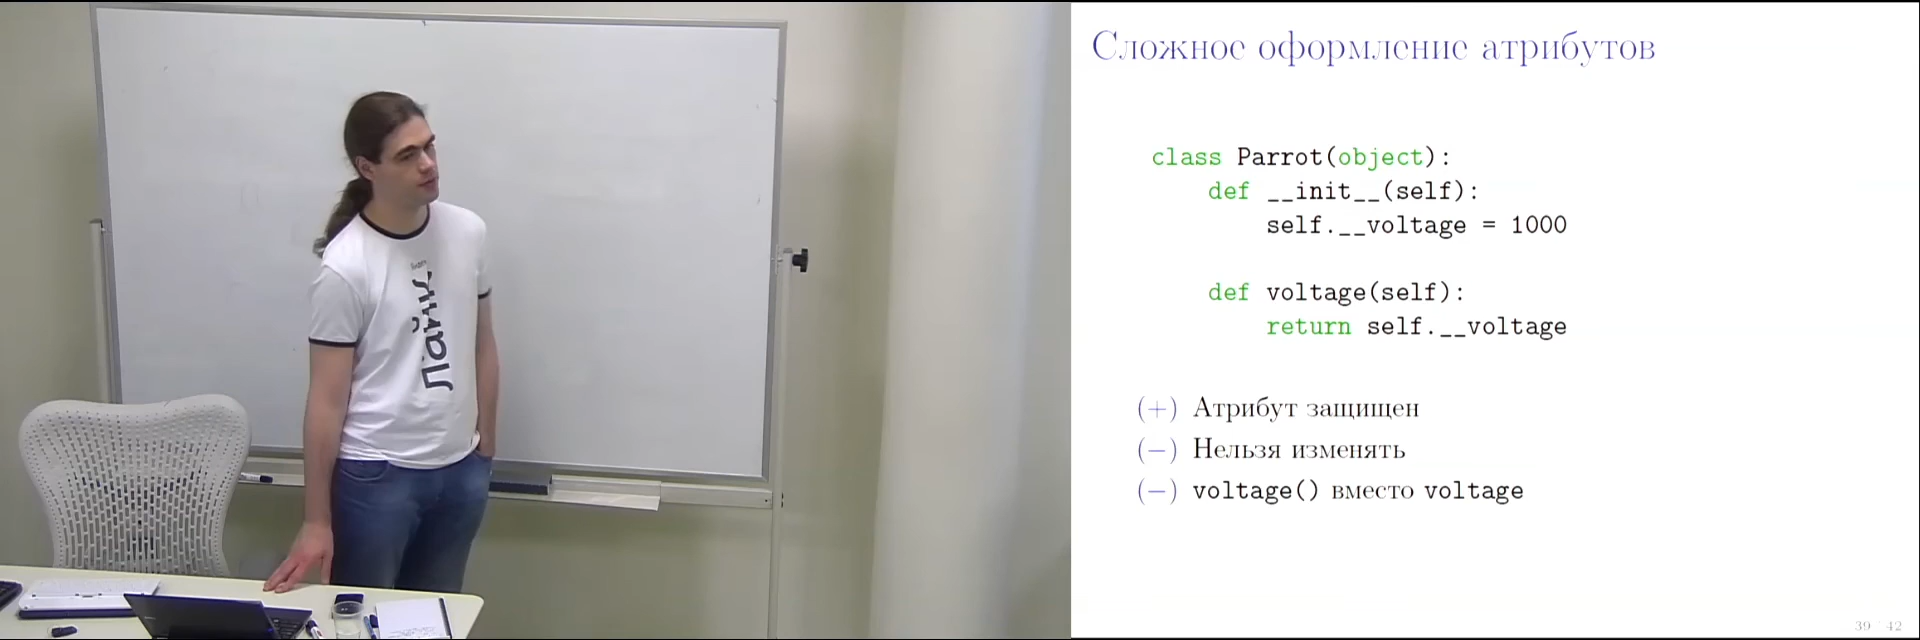 Яндекс
Лайк
Сложное оформление атрибутов
class Parrot(object):
def __init__(self):
self.__voltage = 1000
def voltage(self):
return self.__voltage
(+) Атрибут защищен
(−) Нельзя изменять
(−) voltage() вместо voltage
39 / 42